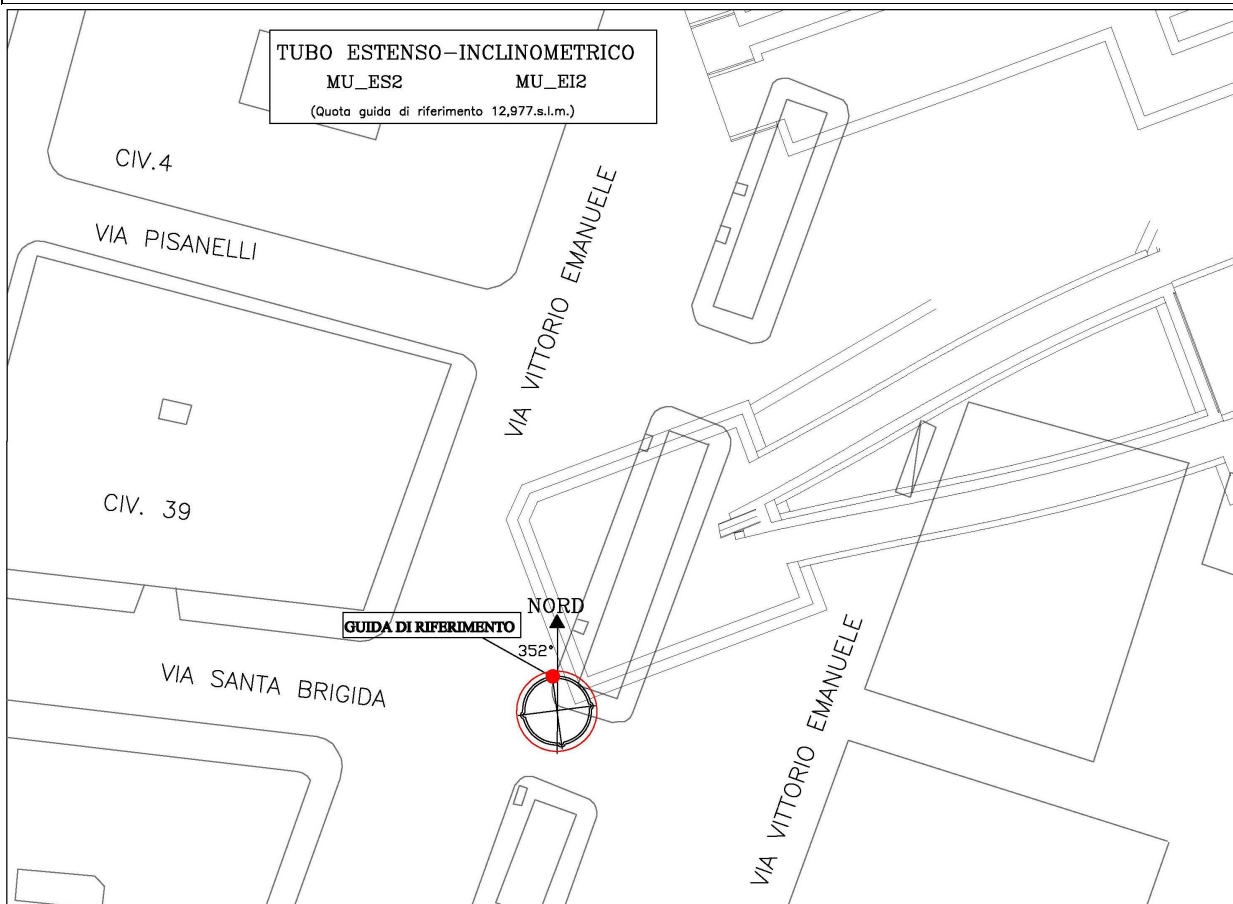 TUBO ESTENSO-INCLINOMETRICO
MU_ES2 MU_EI2
(Quota guida di riferimento 12,977.s.l.m.)
CIV.4
VIA PISANELLI
VIA VITTORIO EMANUELE
CIV. 39
NORD
GUIDA DI RIFERIMENTO
352°
VIA SANTA BRIGIDA
VIA VITTORIO EMANUELE